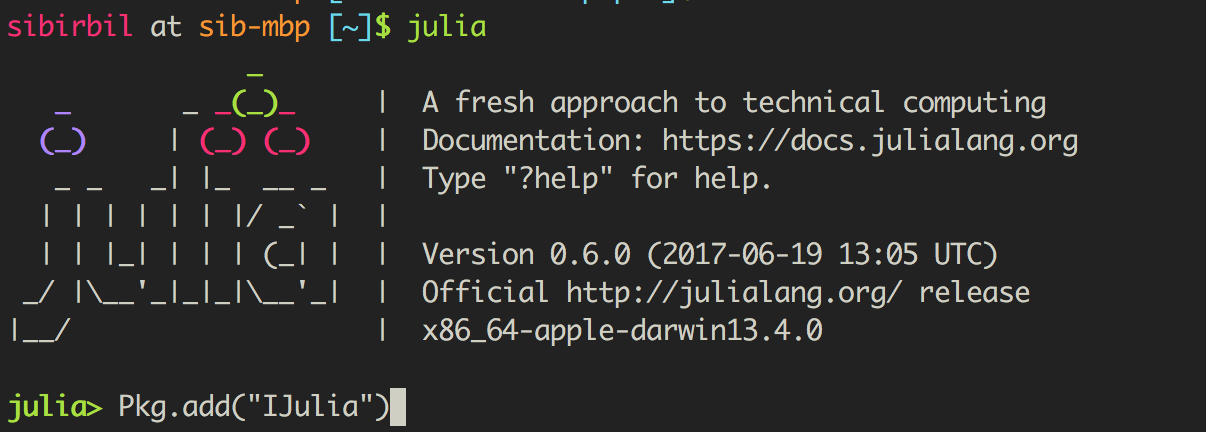 sibirbil at sib-mbp [~]$ julia
               _
   _       _ _(_)_     |  A fresh approach to technical computing
  (_)     | (_) (_)    |  Documentation: https://docs.julialang.org
   _ _   _| |_  __ _   |  Type "?help" for help.
  | | | | | | |/ _` |  |
  | | |_| | | | (_| |  |  Version 0.6.0 (2017-06-19 13:05 UTC)
 _/ |\__'_|_|_|\__'_|  |  Official http://julialang.org/ release
|__/                   |  x86_64-apple-darwin13.4.0
julia> Pkg.add("IJulia")